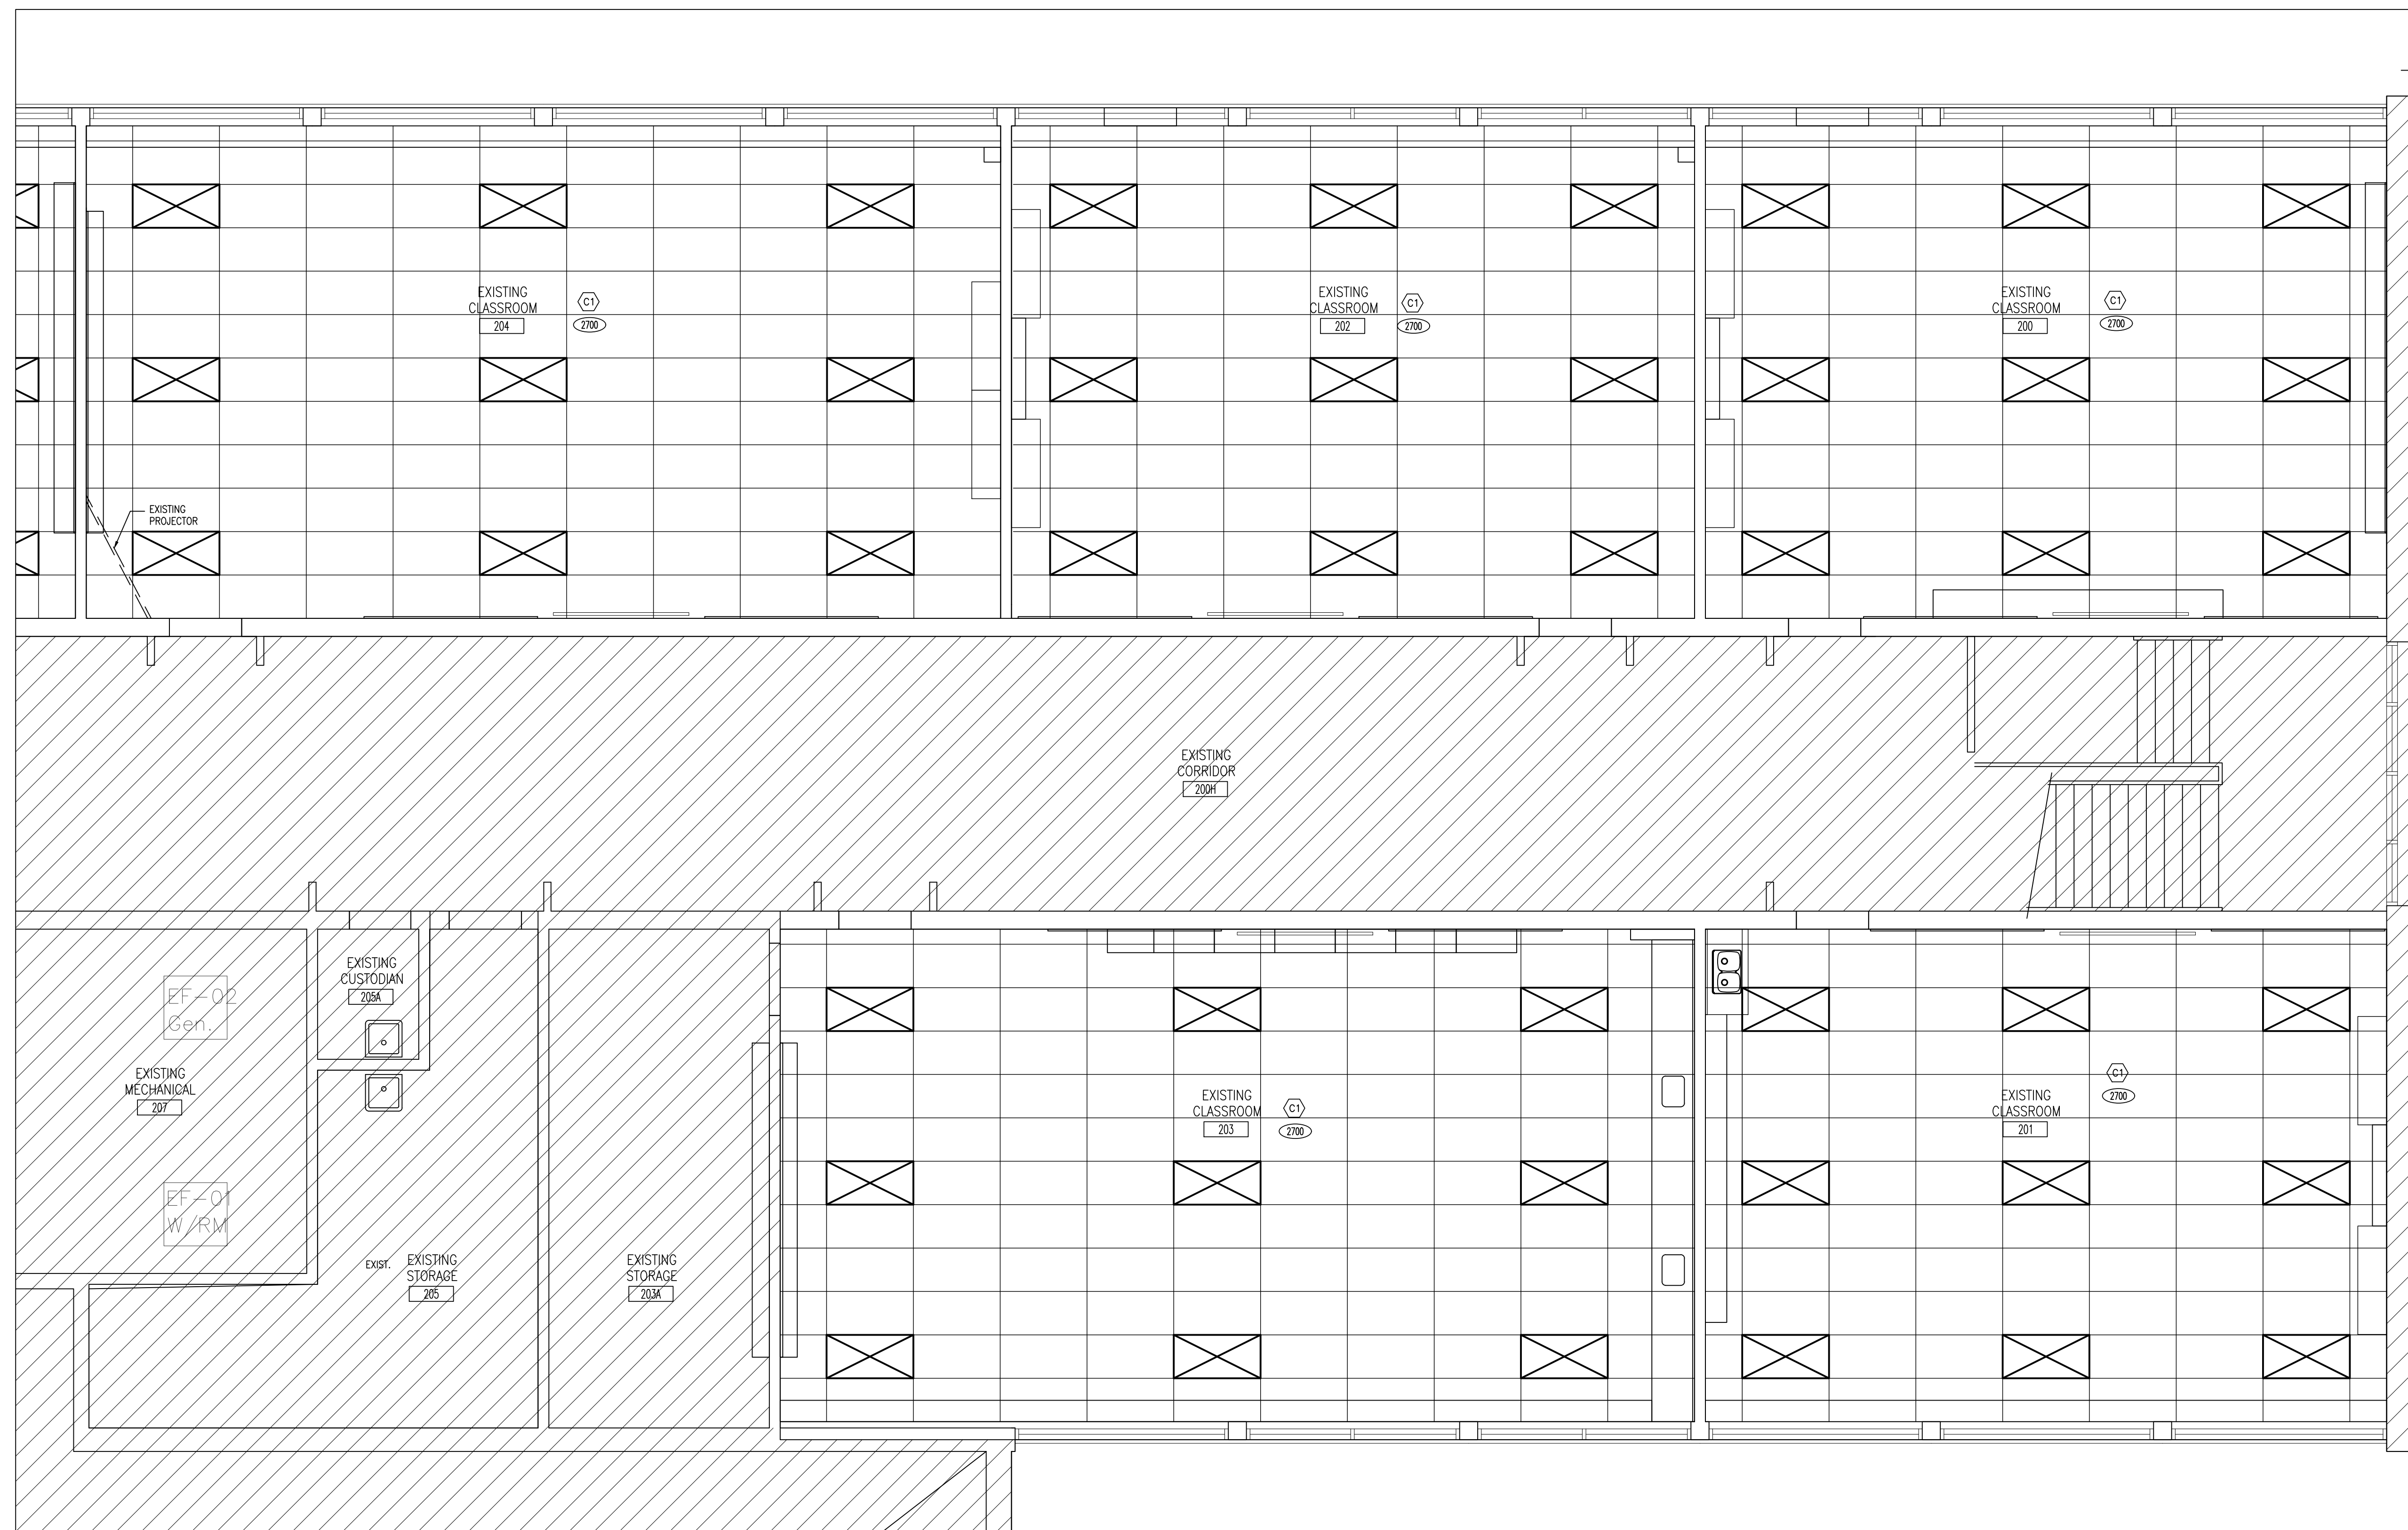 EXISTING
CLASSROOM
204
C1
2700
EXISTING
CLASSROOM
202
C1
2700
EXISTING
CLASSROOM
200
C1
2700
EXISTING
PROJECTOR
EXISTING
CORRIDOR
200H
EXISTING
CUSTODIAN
205A
EF-02
Gen.
EXISTING
MECHANICAL
207
EF-01
W/RM
EXIST.
EXISTING
STORAGE
205
EXISTING
STORAGE
203A
EXISTING
CLASSROOM
203
C1
2700
EXISTING
CLASSROOM
201
C1
2700